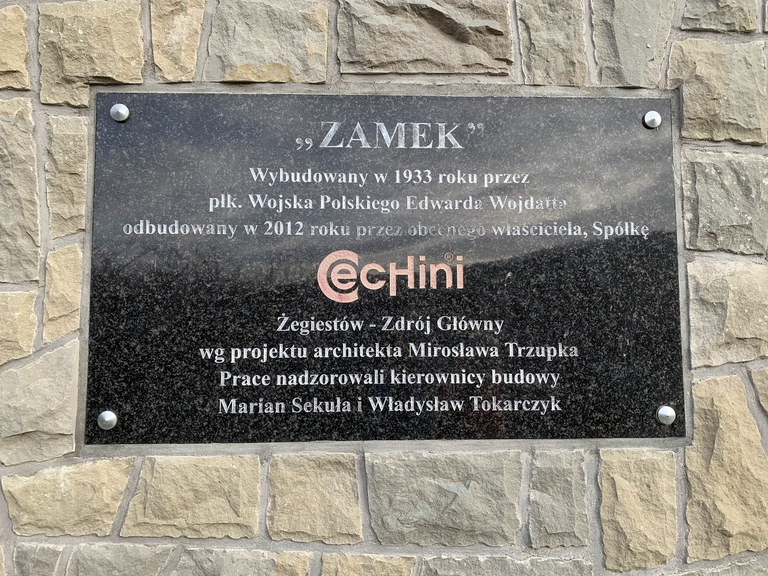 „ZAMEK”
Wybudowany w 1933 roku przez
płk. Wojska Polskiego Edwarda Wojdatta
odbudowany w 2012 roku przez obecnego właściciela, Spółkę
Cechini®
Żegiestów - Zdrój Główny
wg projektu architekta Mirosława Trzupka
Prace nadzorowali kierownicy budowy
Marian Sekuła i Władysław Tokarczyk